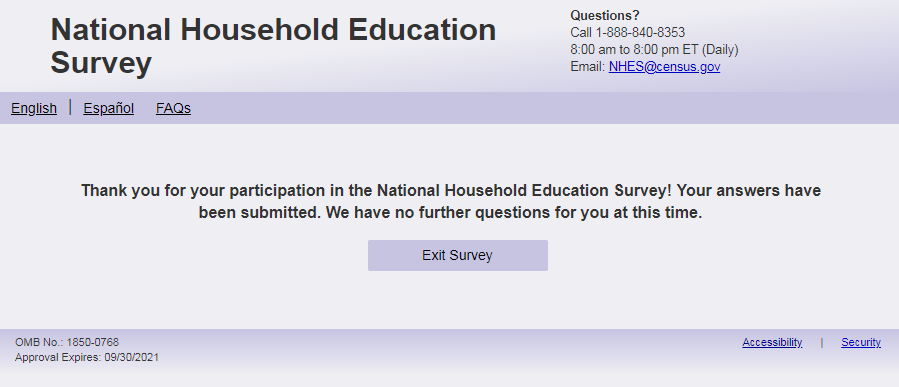 National Household Education
Survey
Questions?
Call 1-888-840-8353
8:00 am to 8:00 pm ET (Daily)
Email: NHES@census.gov
English | Español FAQs
Thank you for your participation in the National Household Education Survey! Your answers have
been submitted. We have no further questions for you at this time.
Exit Survey
OMB No.: 1850-0768
Approval Expires: 09/30/2021
Accessibility | Security